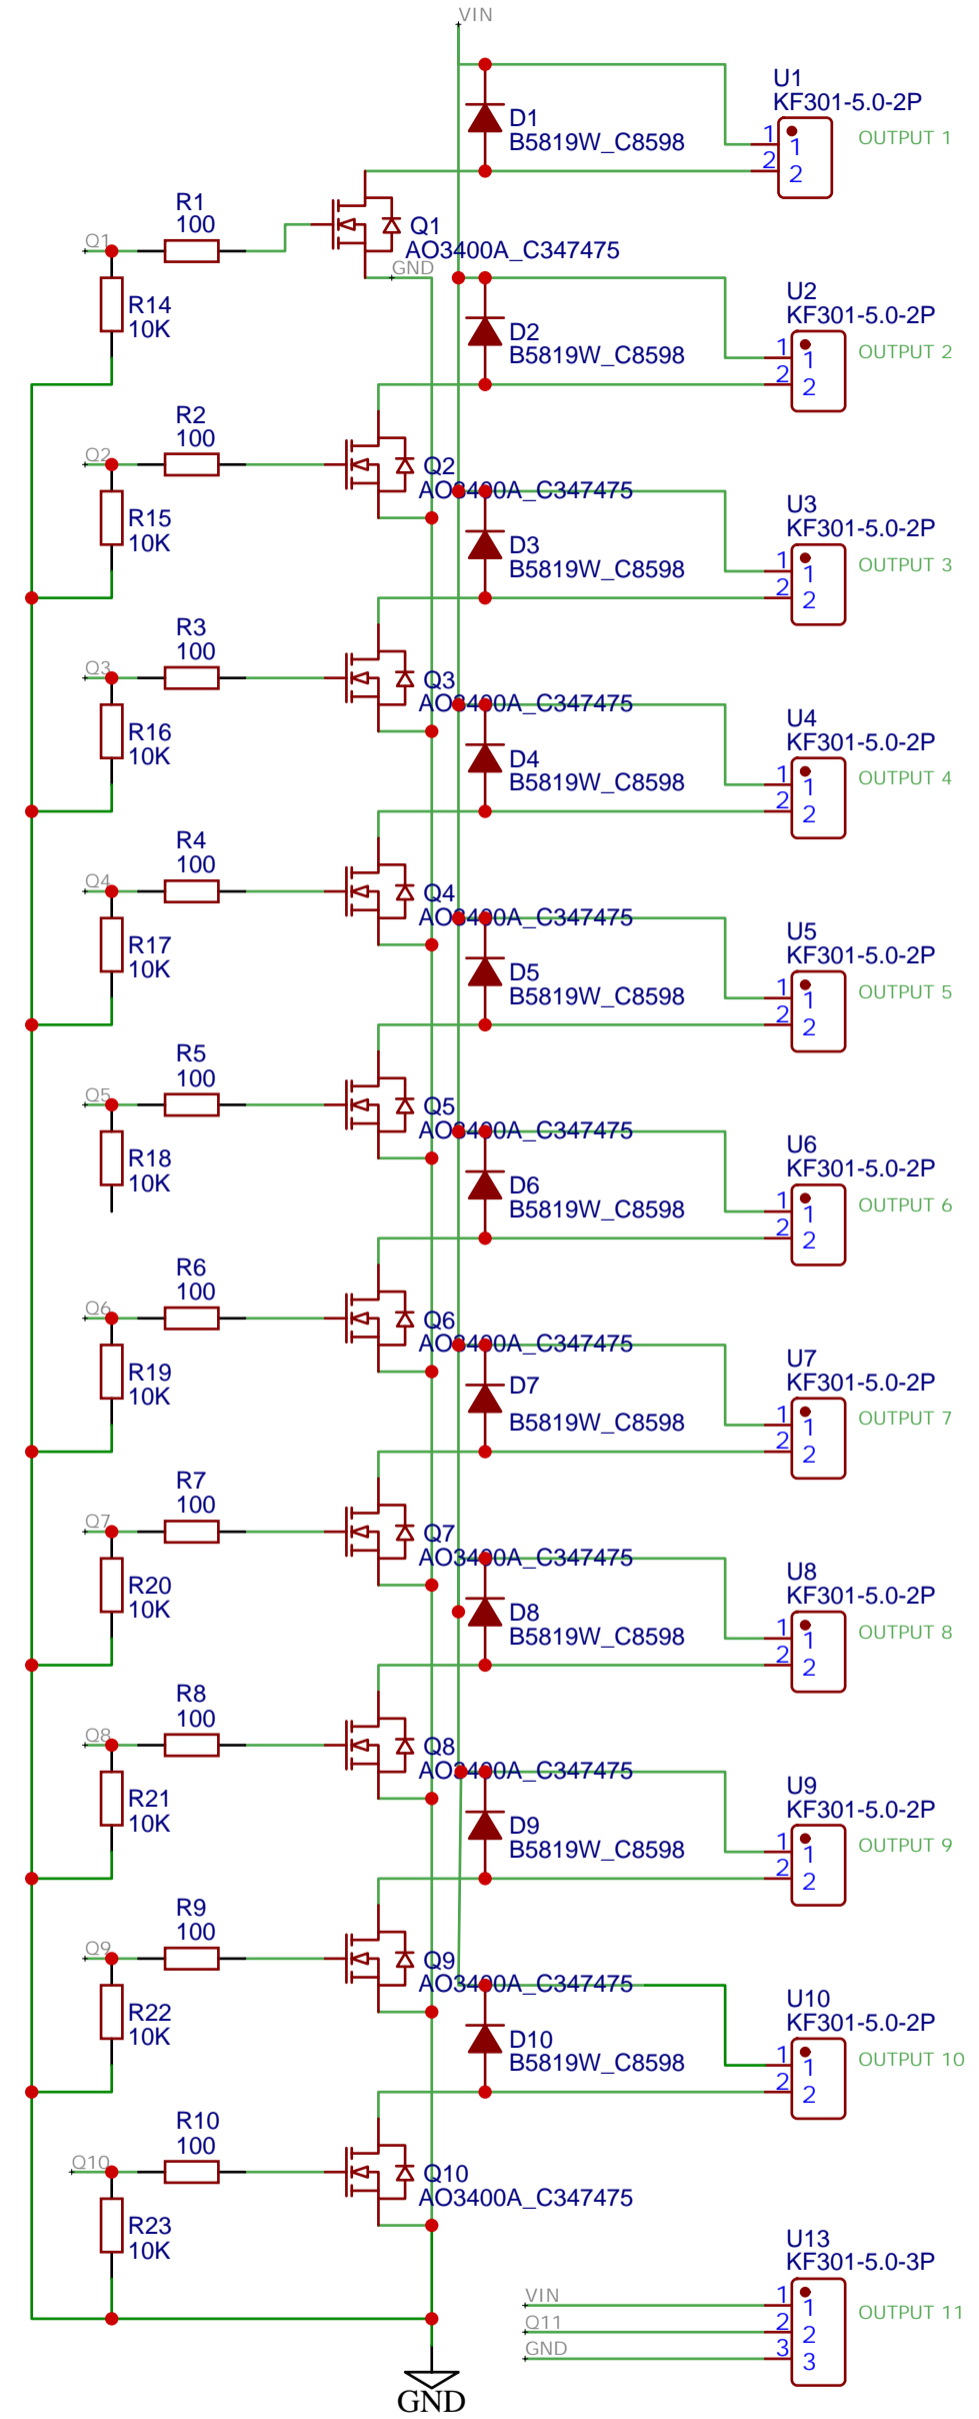 VIN
U1
KF301-5.0-2P
1 1
2 2
OUTPUT 1
D1
B5819W_C8598
R1
100
Q1
Q1
AO3400A_C347475
GND
R14
10K
U2
KF301-5.0-2P
1 1
2 2
OUTPUT 2
D2
B5819W_C8598
R2
100
Q2
Q2
AO3400A_C347475
R15
10K
U3
KF301-5.0-2P
1 1
2 2
OUTPUT 3
D3
B5819W_C8598
R3
100
Q3
Q3
AO3400A_C347475
R16
10K
U4
KF301-5.0-2P
1 1
2 2
OUTPUT 4
D4
B5819W_C8598
R4
100
Q4
Q4
AO3400A_C347475
R17
10K
U5
KF301-5.0-2P
1 1
2 2
OUTPUT 5
D5
B5819W_C8598
R5
100
Q5
Q5
AO3400A_C347475
R18
10K
U6
KF301-5.0-2P
1 1
2 2
OUTPUT 6
D6
B5819W_C8598
R6
100
Q6
Q6
AO3400A_C347475
R19
10K
U7
KF301-5.0-2P
1 1
2 2
OUTPUT 7
D7
B5819W_C8598
R7
100
Q7
Q7
AO3400A_C347475
R20
10K
U8
KF301-5.0-2P
1 1
2 2
OUTPUT 8
D8
B5819W_C8598
R8
100
Q8
Q8
AO3400A_C347475
R21
10K
U9
KF301-5.0-2P
1 1
2 2
OUTPUT 9
D9
B5819W_C8598
R9
100
Q9
Q9
AO3400A_C347475
R22
10K
U10
KF301-5.0-2P
1 1
2 2
OUTPUT 10
D10
B5819W_C8598
R10
100
Q10
Q10
AO3400A_C347475
R23
10K
U13
KF301-5.0-3P
VIN 1 1
Q11 2 2
GND 3 3
OUTPUT 11
GND